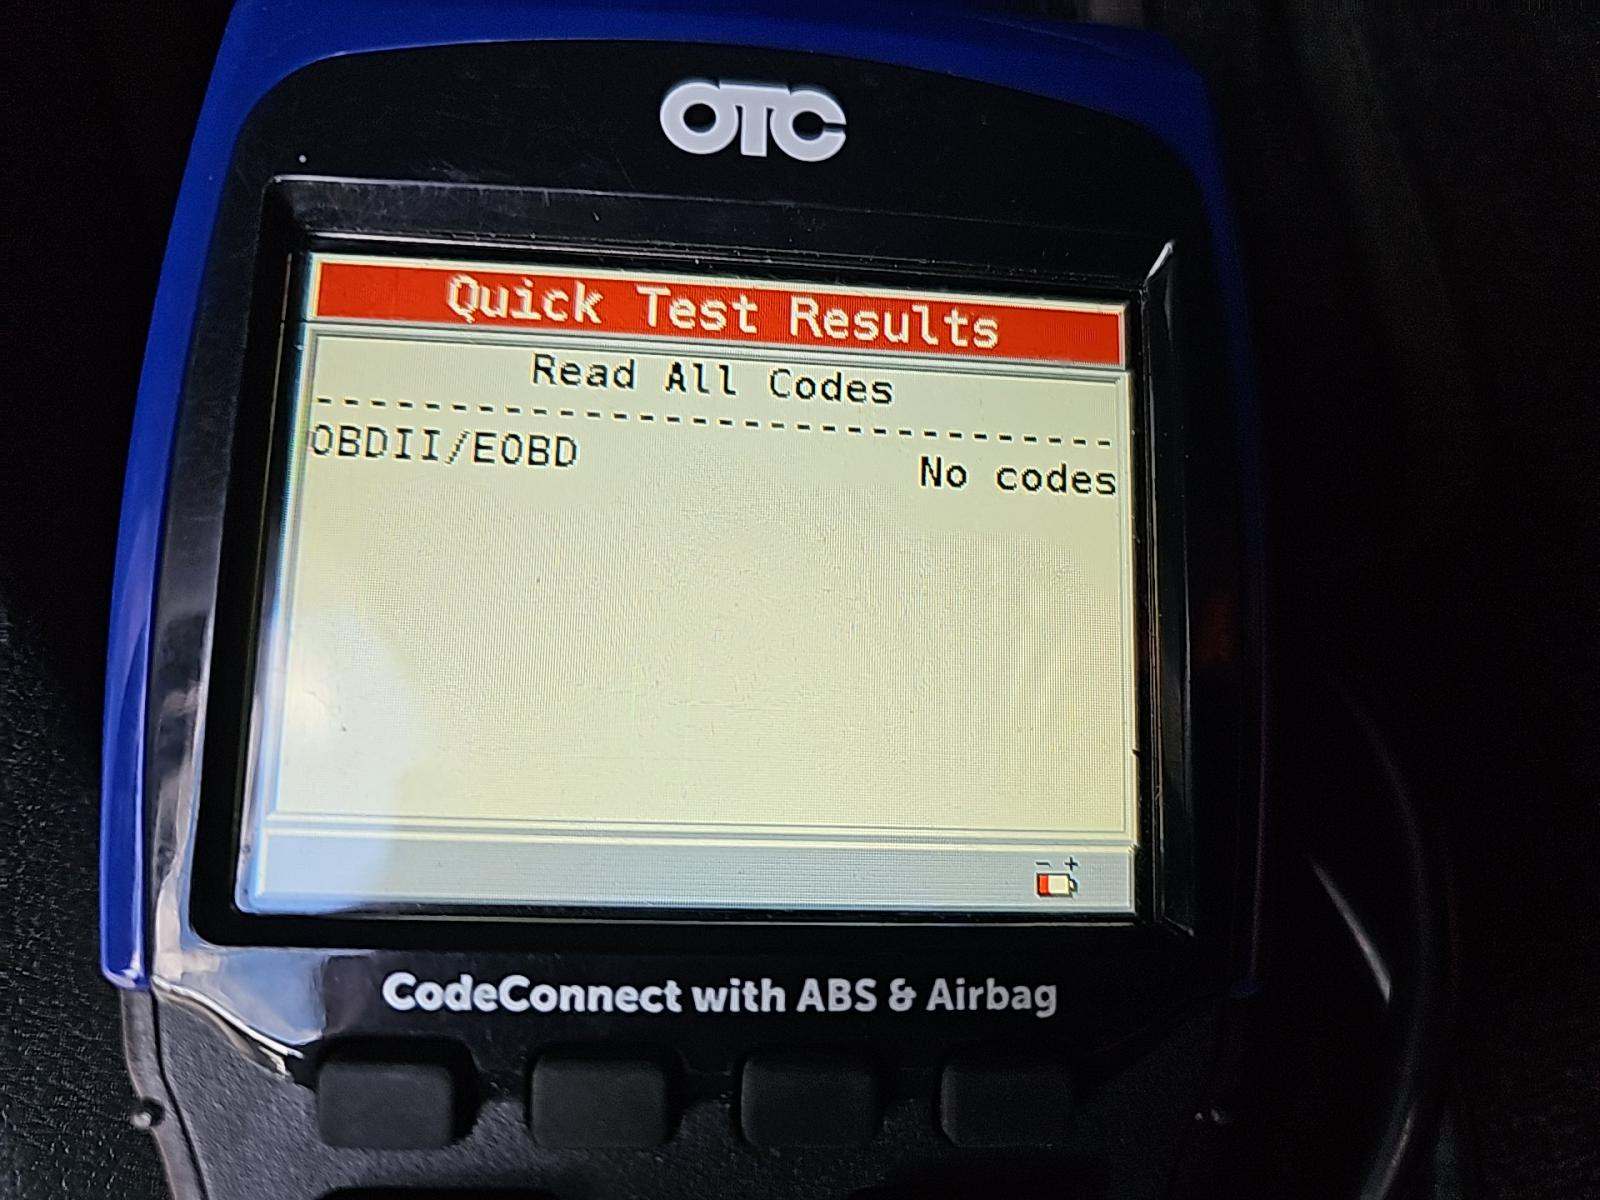 OTC
Quick Test Results
Read All Codes
--------------------------------
OBDII/EOBD No codes
- +
CodeConnect with ABS & Airbag